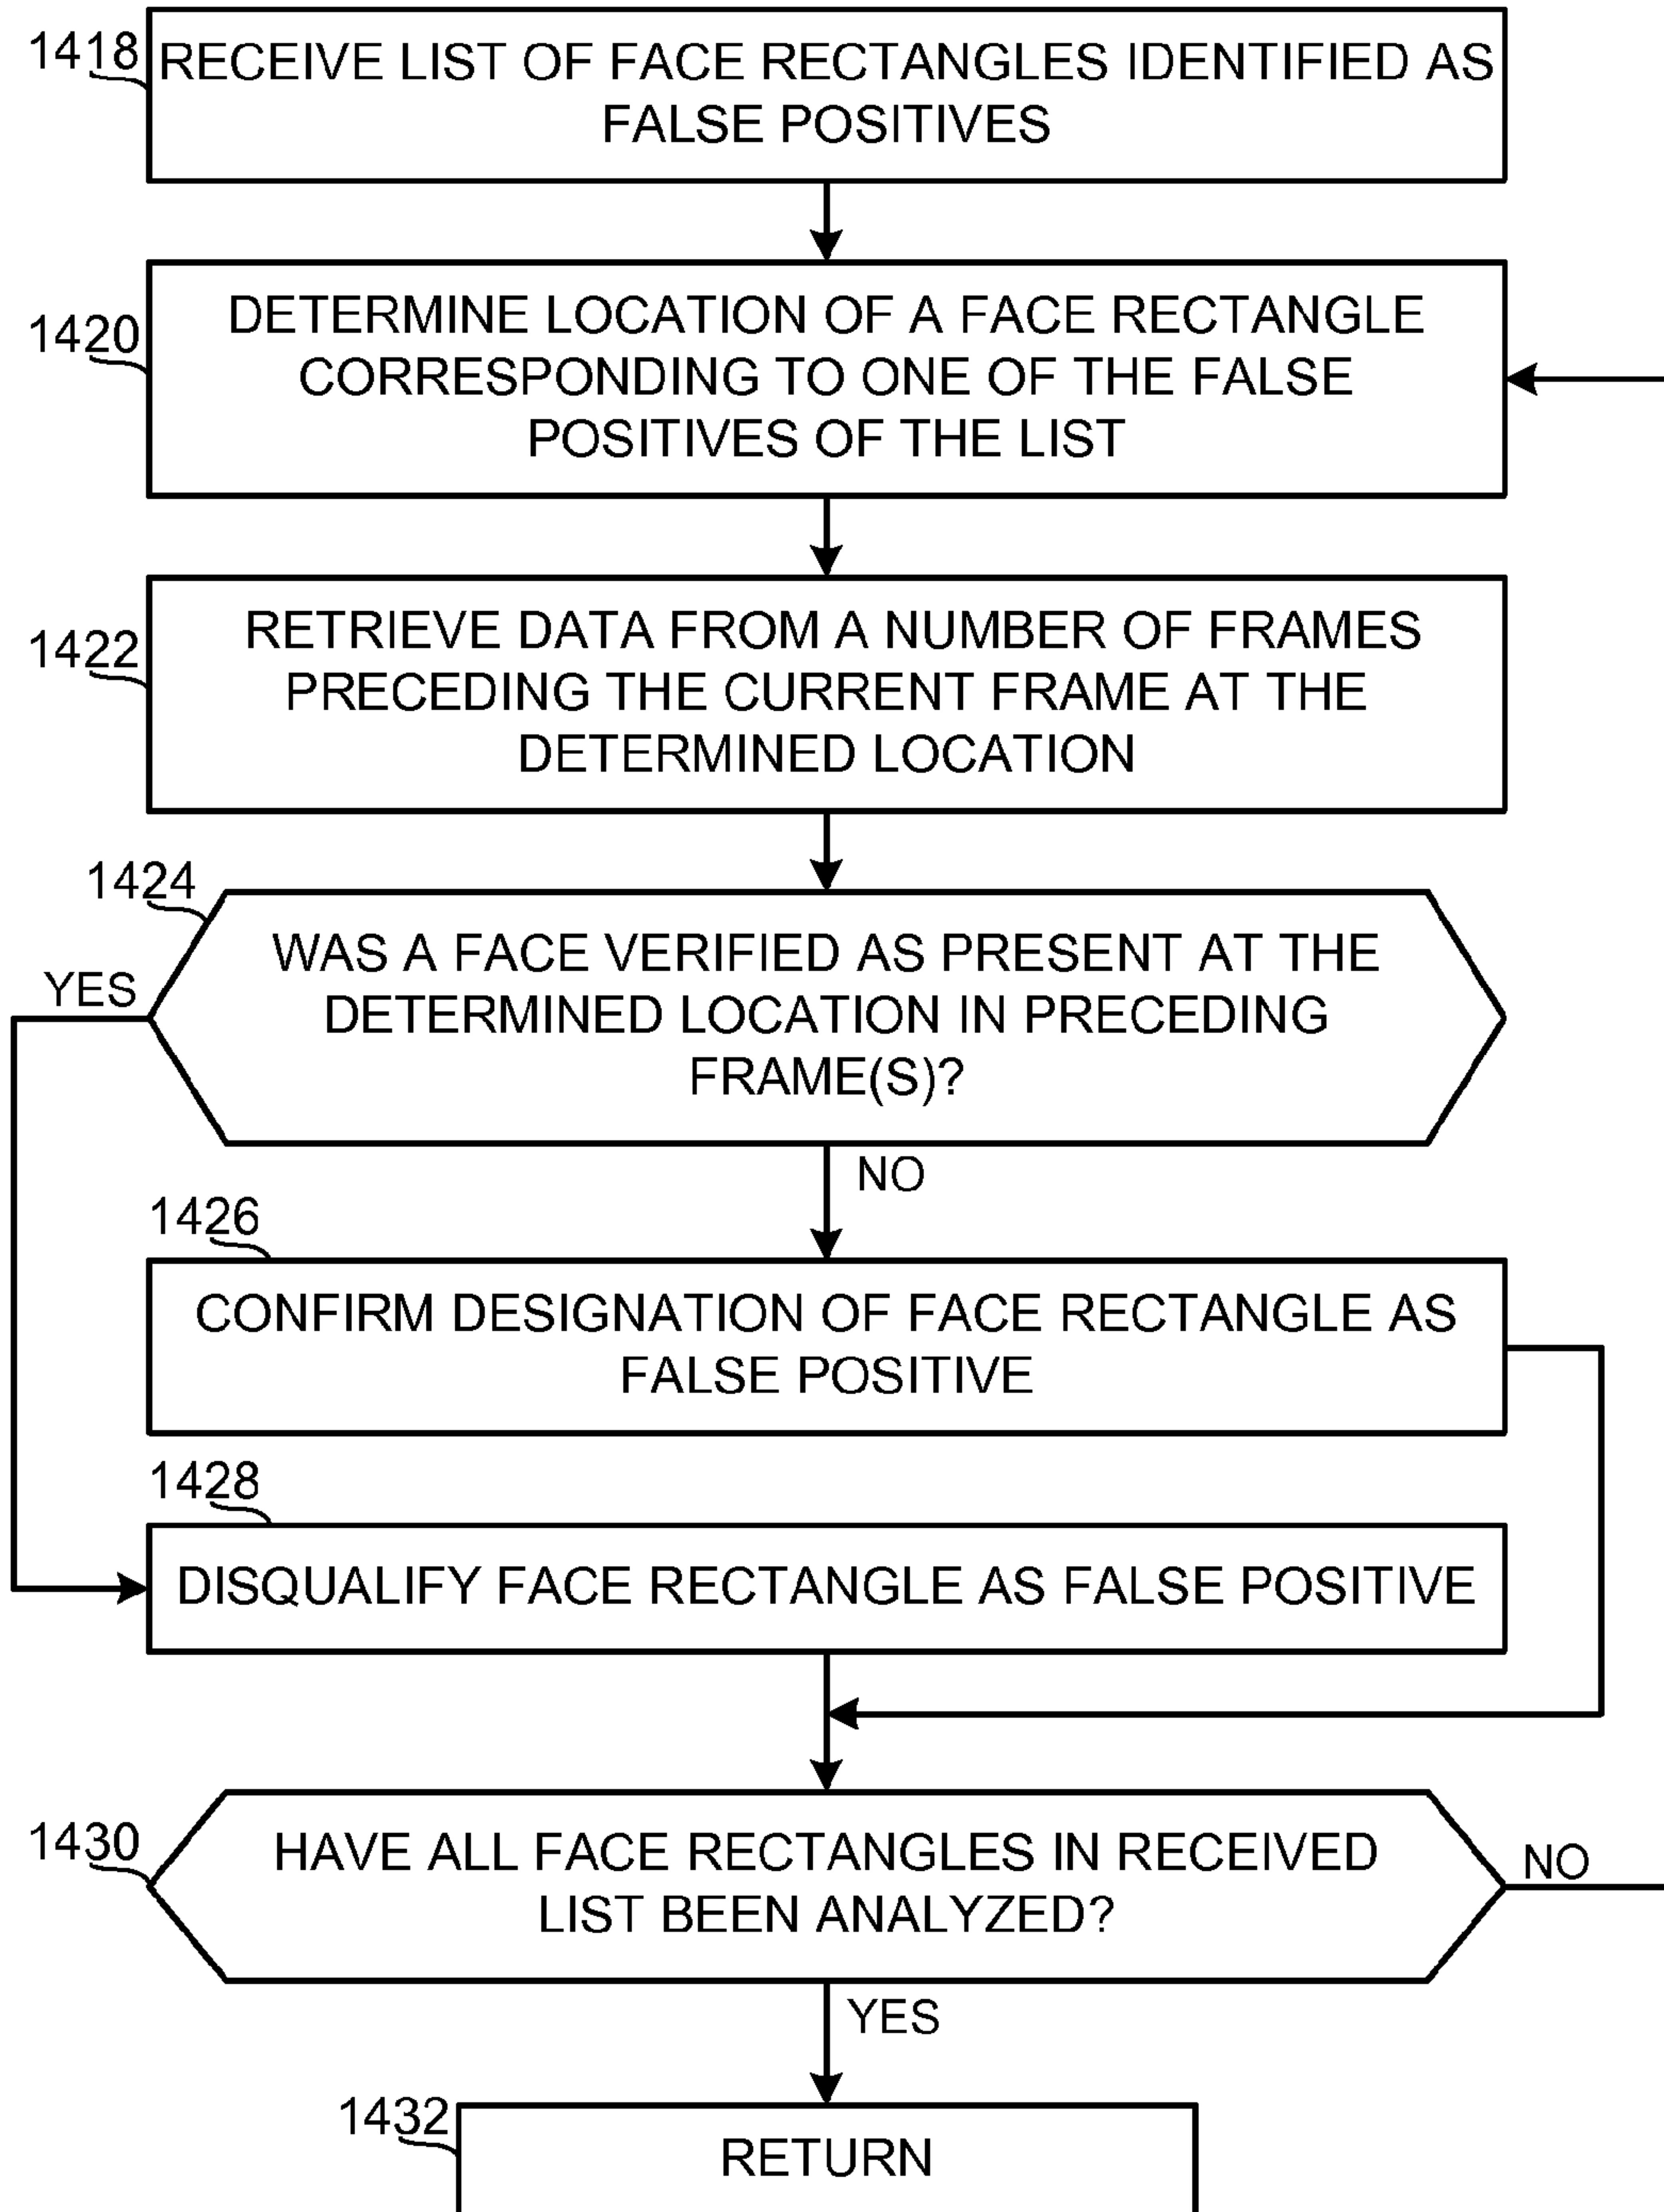 1418
RECEIVE LIST OF FACE RECTANGLES IDENTIFIED AS
FALSE POSITIVES
1420
DETERMINE LOCATION OF A FACE RECTANGLE
CORRESPONDING TO ONE OF THE FALSE
POSITIVES OF THE LIST
1422
RETRIEVE DATA FROM A NUMBER OF FRAMES
PRECEDING THE CURRENT FRAME AT THE
DETERMINED LOCATION
1424
WAS A FACE VERIFIED AS PRESENT AT THE
DETERMINED LOCATION IN PRECEDING
FRAME(S)?
YES
NO
1426
CONFIRM DESIGNATION OF FACE RECTANGLE AS
FALSE POSITIVE
1428
DISQUALIFY FACE RECTANGLE AS FALSE POSITIVE
1430
HAVE ALL FACE RECTANGLES IN RECEIVED
LIST BEEN ANALYZED?
NO
YES
1432
RETURN